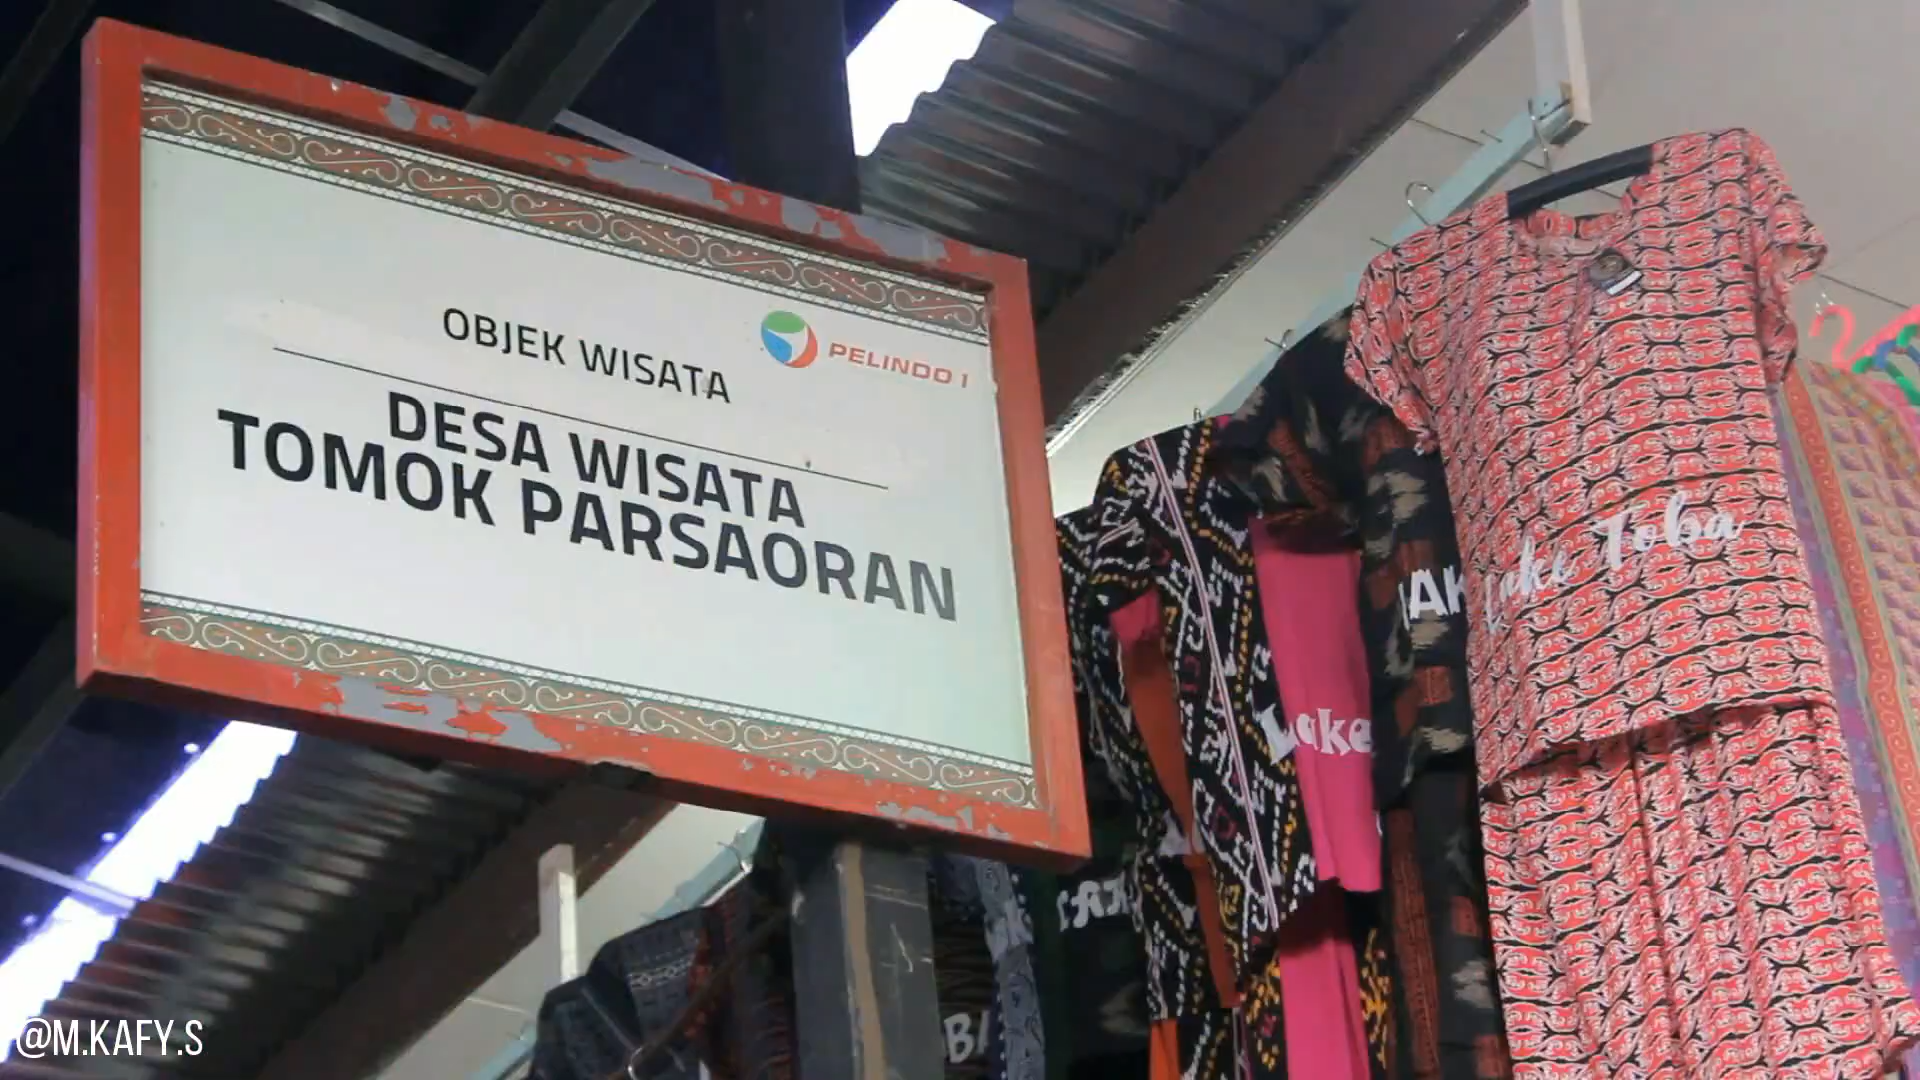 OBJEK WISATA
PELINDO 1
DESA WISATA
TOMOK PARSAORAN
Lake Toba
Lake
@M.KAFY.S